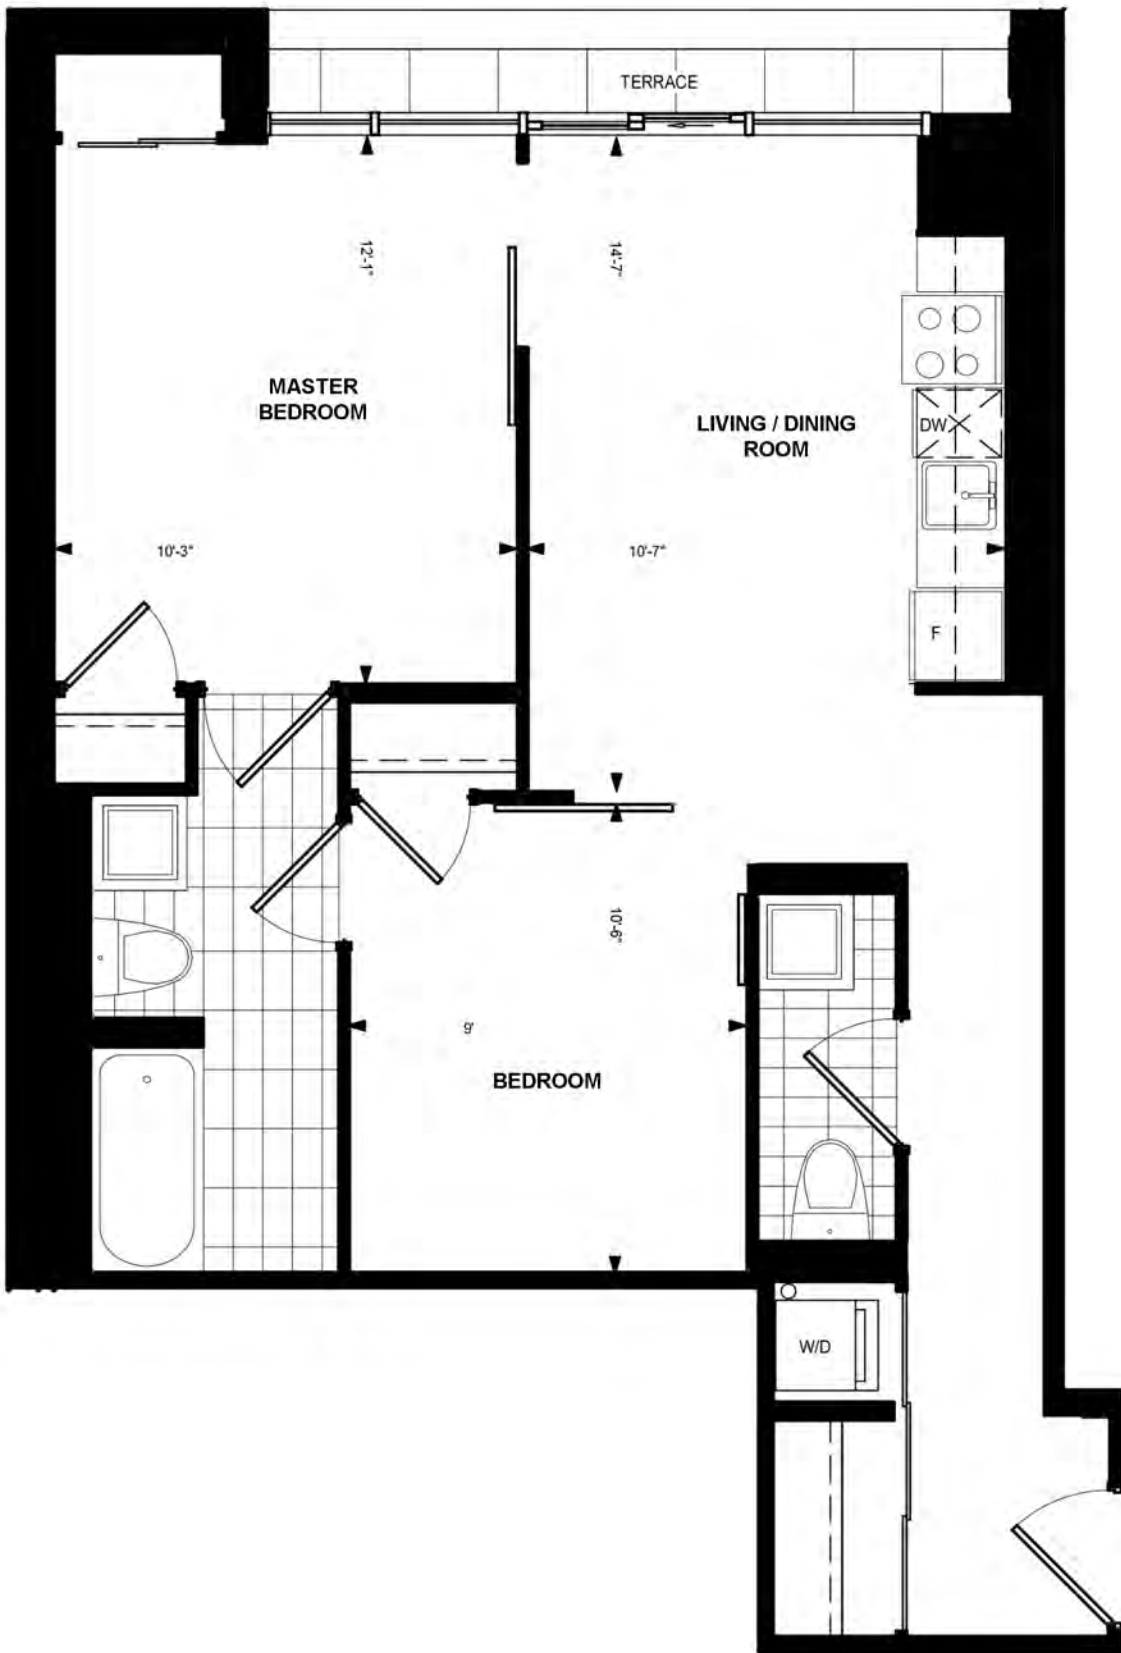 TERRACE
12'-1"
14'-7"
MASTER
BEDROOM
LIVING / DINING
ROOM
DW
10'-3"
10'-7"
F
10'-6"
9'
BEDROOM
W/D